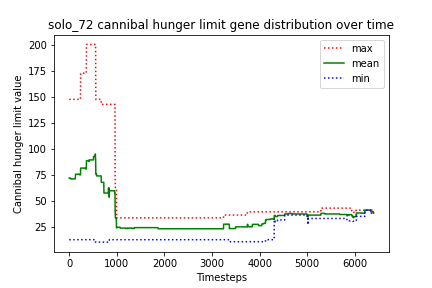 solo_72 cannibal hunger limit gene distribution over time
Cannibal hunger limit value
200
175
150
125
100
75
50
25
max
mean
min
0 1000 2000 3000 4000 5000 6000
Timesteps